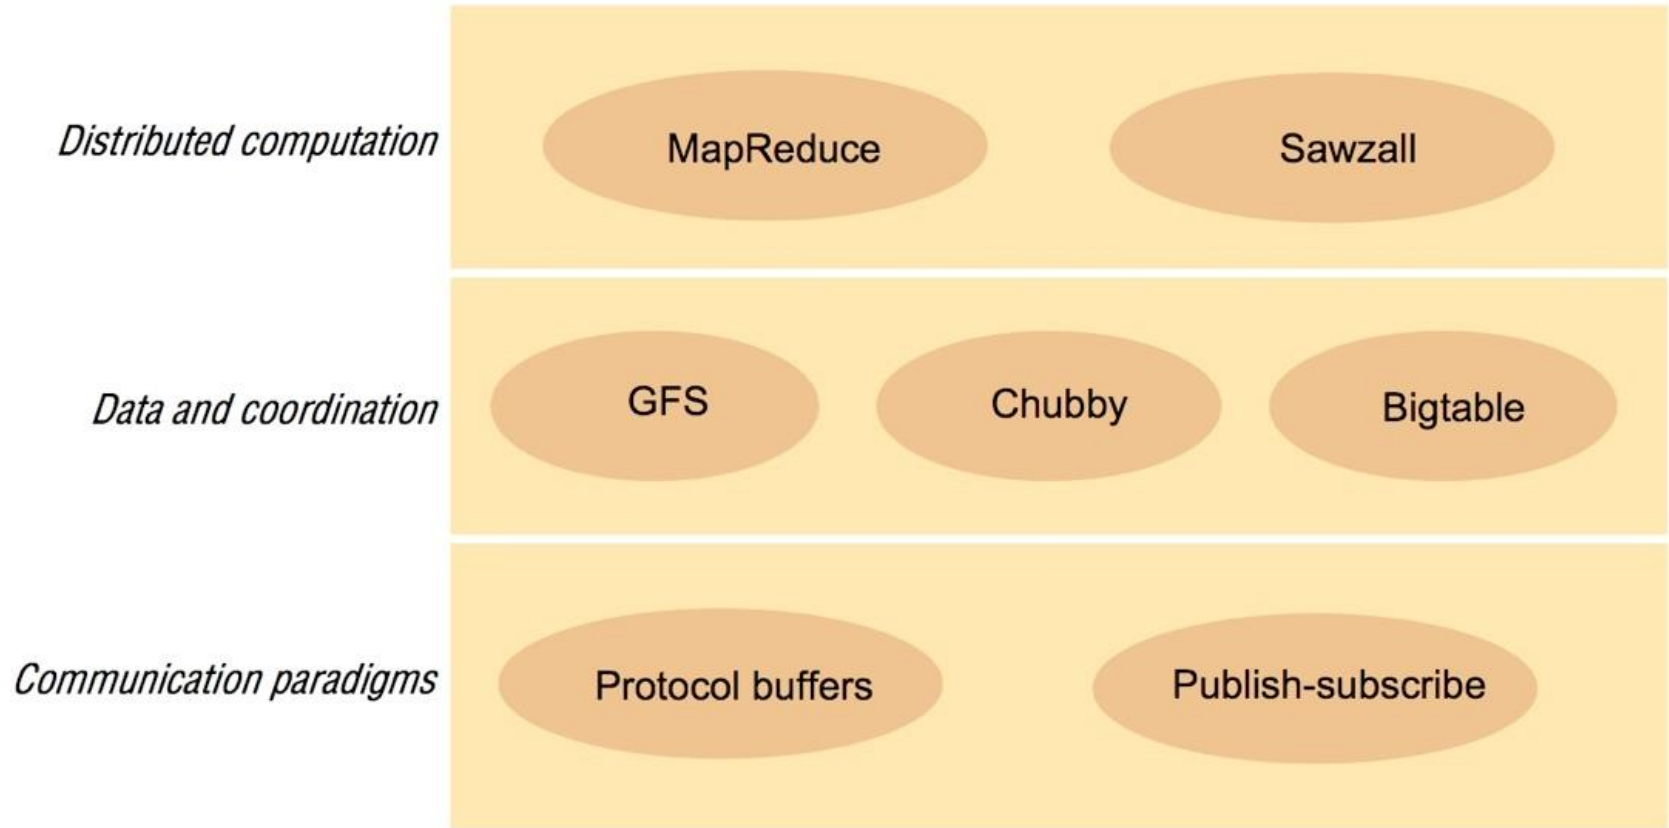 Distributed computation
MapReduce
Sawzall
Data and coordination
GFS
Chubby
Bigtable
Communication paradigms
Protocol buffers
Publish-subscribe